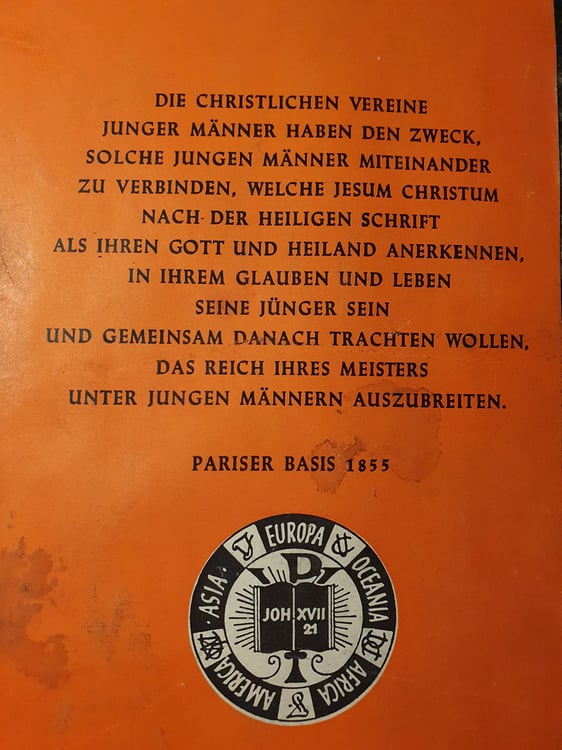 DIE CHRISTLICHEN VEREINE
JUNGER MÄNNER HABEN DEN ZWECK,
SOLCHE JUNGEN MÄNNER MITEINANDER
ZU VERBINDEN, WELCHE JESUM CHRISTUM
NACH DER HEILIGEN SCHRIFT
ALS IHREN GOTT UND HEILAND ANERKENNEN,
IN IHREM GLAUBEN UND LEBEN
SEINE JÜNGER SEIN
UND GEMEINSAM DANACH TRACHTEN WOLLEN,
DAS REICH IHRES MEISTERS
UNTER JUNGEN MÄNNERN AUSZUBREITEN.
PARISER BASIS 1855
EUROPA
OCEANIA
AFRICA
AMERICA
ASIA
JOH XVII
21